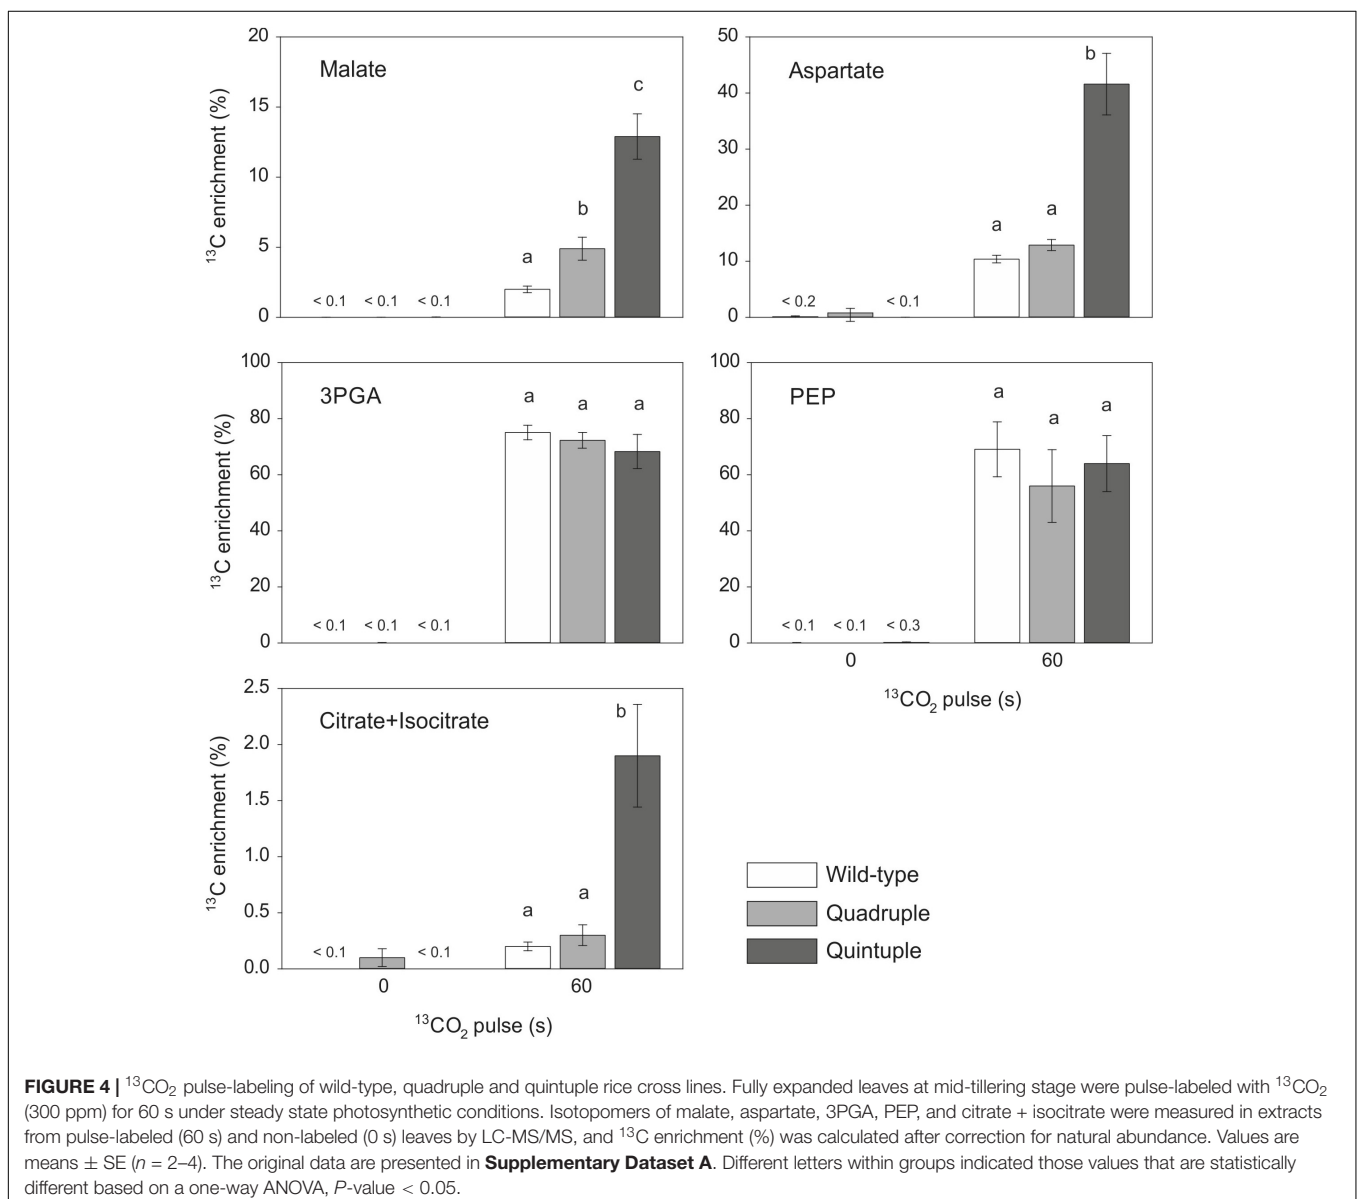 Malate
¹³C enrichment (%)
20
15
10
5
0
< 0.1 < 0.1 < 0.1
a
b
c
Aspartate
50
40
30
20
10
0
< 0.2 < 0.1
a
a
b
3PGA
¹³C enrichment (%)
100
80
60
40
20
0
< 0.1 < 0.1 < 0.1
a a a
PEP
100
80
60
40
20
0
< 0.1 < 0.1 < 0.3
a a a
0 60
¹³CO₂ pulse (s)
Citrate+Isocitrate
¹³C enrichment (%)
2.5
2.0
1.5
1.0
0.5
0.0
< 0.1 < 0.1
a
a
b
0 60
¹³CO₂ pulse (s)
Wild-type
Quadruple
Quintuple
FIGURE 4 | ¹³CO₂ pulse-labeling of wild-type, quadruple and quintuple rice cross lines. Fully expanded leaves at mid-tillering stage were pulse-labeled with ¹³CO₂
(300 ppm) for 60 s under steady state photosynthetic conditions. Isotopomers of malate, aspartate, 3PGA, PEP, and citrate + isocitrate were measured in extracts
from pulse-labeled (60 s) and non-labeled (0 s) leaves by LC-MS/MS, and ¹³C enrichment (%) was calculated after correction for natural abundance. Values are
means ± SE (n = 2–4). The original data are presented in Supplementary Dataset A. Different letters within groups indicated those values that are statistically
different based on a one-way ANOVA, P-value < 0.05.